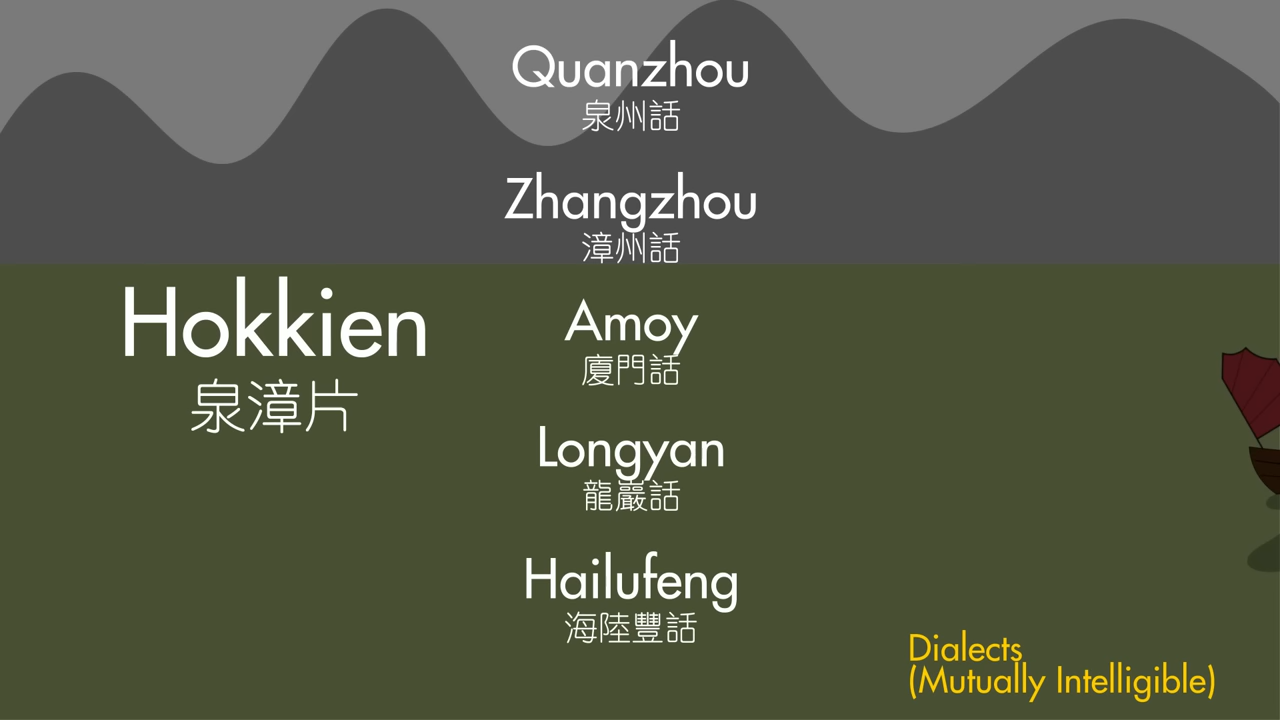 Quanzhou
泉州話
Zhangzhou
漳州話
Hokkien
泉漳片
Amoy
廈門話
Longyan
龍巖話
Hailufeng
海陸豐話
Dialects
(Mutually Intelligible)